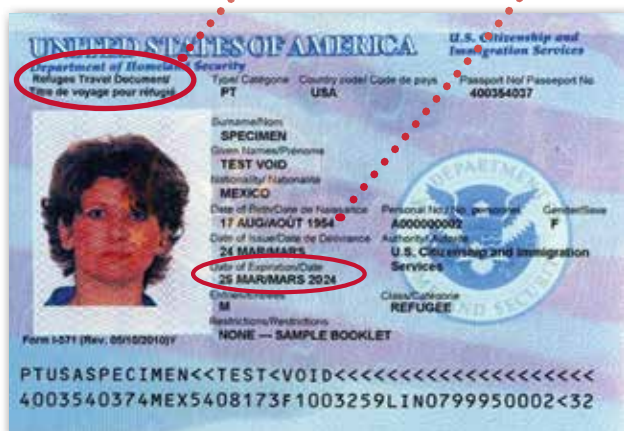 UNITED STATES OF AMERICA
U.S. Citizenship and
Immigration Services
Department of Homeland Security
Refugee Travel Document/
Titre de voyage pour réfugié
Type/ Catégorie Country code/ Code de pays Passport No/ Passeport No
PT USA 400354037
Surname/Nom
SPECIMEN
Given Names/Prénoms
TEST VOID
Nationality/ Nationalité
MEXICO
Date of Birth/Date de Naissance Personal No./ No. personnel Gender/Sexe
17 AUG/AOÛT 1954 A000000002 F
Date of Issue/Date de Délivrance Authority/ Autorité
24 MAR/MARS U.S. Citizenship and Immigration
Services
Date of Expiration/Date
25 MAR/MARS 2024
Entries/Entrées Class/Catégorie
M REFUGEE
Restrictions/Restrictions
NONE — SAMPLE BOOKLET
Form I-571 (Rev. 05/10/2010)Y
PTUSASPECIMEN<<TEST<VOID<<<<<<<<<<<<<<<<<<<<
4003540374MEX5408173F1003259LIN0799950002<32